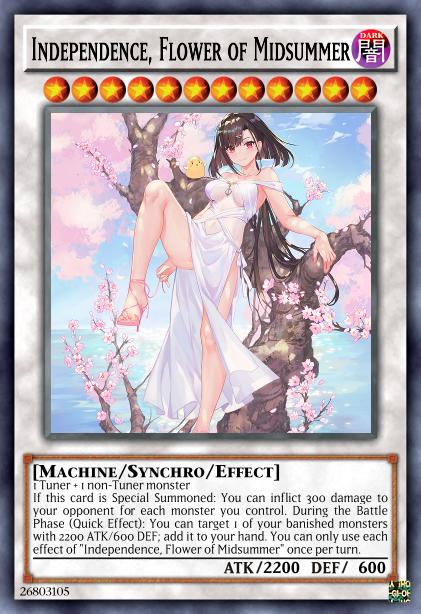 Independence, Flower of Midsummer
DARK
闇
[Machine/Synchro/Effect]
1 Tuner + 1 non-Tuner monster
If this card is Special Summoned: You can inflict 300 damage to
your opponent for each monster you control. During the Battle
Phase (Quick Effect): You can target 1 of your banished monsters
with 2200 ATK/600 DEF; add it to your hand. You can only use each
effect of "Independence, Flower of Midsummer" once per turn.
ATK/2200 DEF/ 600
26803105